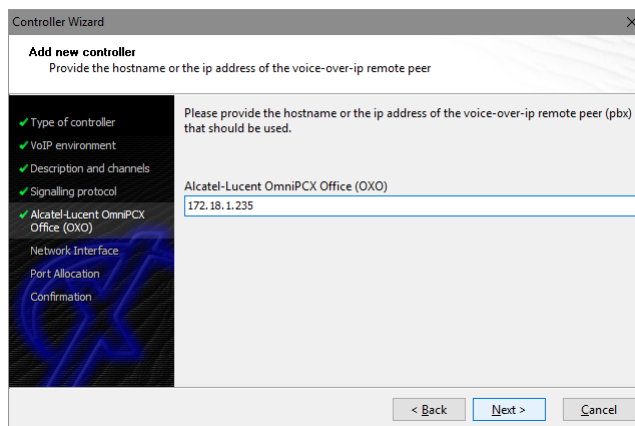 Controller Wizard
Add new controller
Provide the hostname or the ip address of the voice-over-ip remote peer
Type of controller
VoIP environment
Description and channels
Signalling protocol
Alcatel-Lucent OmniPCX
Office (OXO)
Network Interface
Port Allocation
Confirmation
Please provide the hostname or the ip address of the voice-over-ip remote peer (pbx)
that should be used.
Alcatel-Lucent OmniPCX Office (OXO)
172.18.1.235
< Back
Next >
Cancel